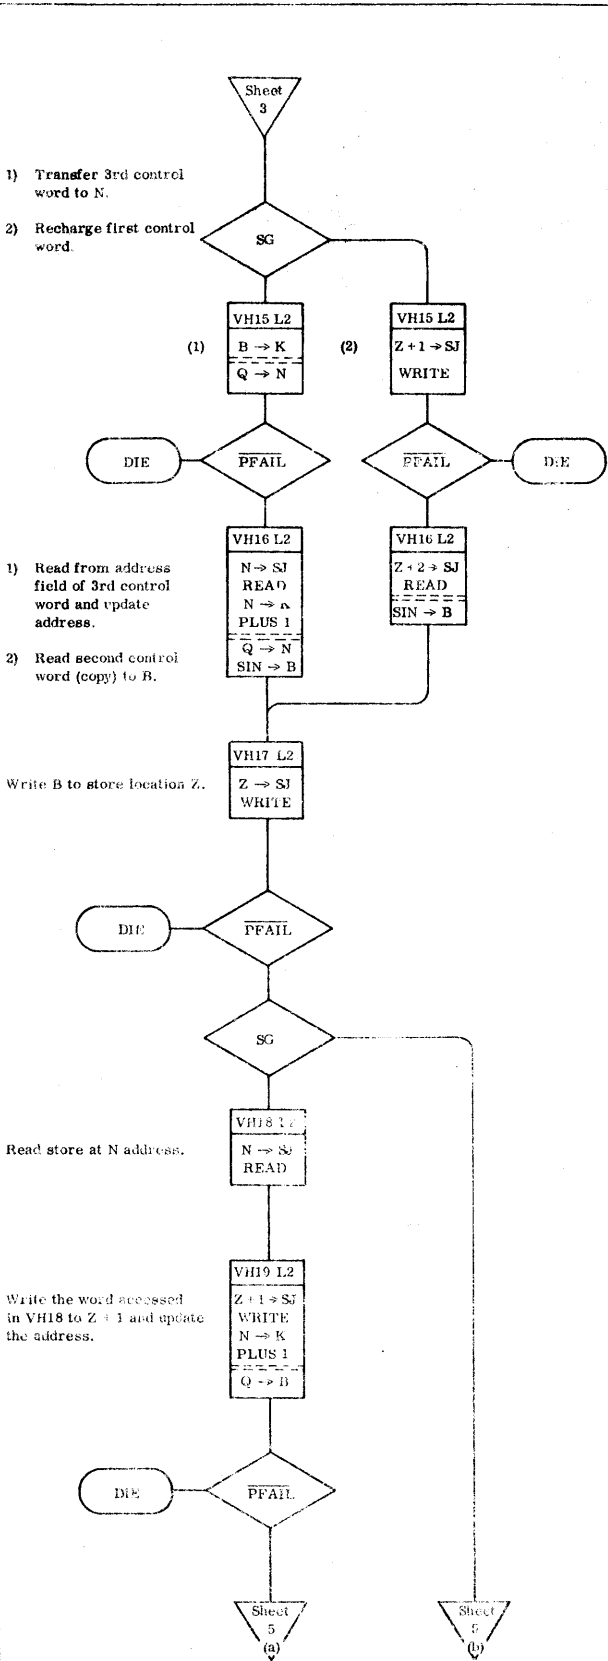 Sheet
3
1) Transfer 3rd control
word to N.
2) Recharge first control
word.
SG
VH15 L2
(1)
B → K
Q → N
VH15 L2
(2)
Z + 1 → SJ
WRITE
DIE
PFAIL
PFAIL
DIE
1) Read from address
field of 3rd control
word and update
address.
2) Read second control
word (copy) to B.
VH16 L2
N → SJ
READ
N →
PLUS 1
Q → N
SIN → B
VH16 L2
Z + 2 → SJ
READ
SIN → B
Write B to store location Z.
VH17 L2
Z → SJ
WRITE
DIE
PFAIL
SG
Read store at N address.
VH18 L2
N → SJ
READ
Write the word accessed
in VH18 to Z + 1 and update
the address.
VH19 L2
Z + 1 → SJ
WRITE
N → K
PLUS 1
Q → B
DIE
PFAIL
Sheet
5
(a)
Sheet
5
(b)